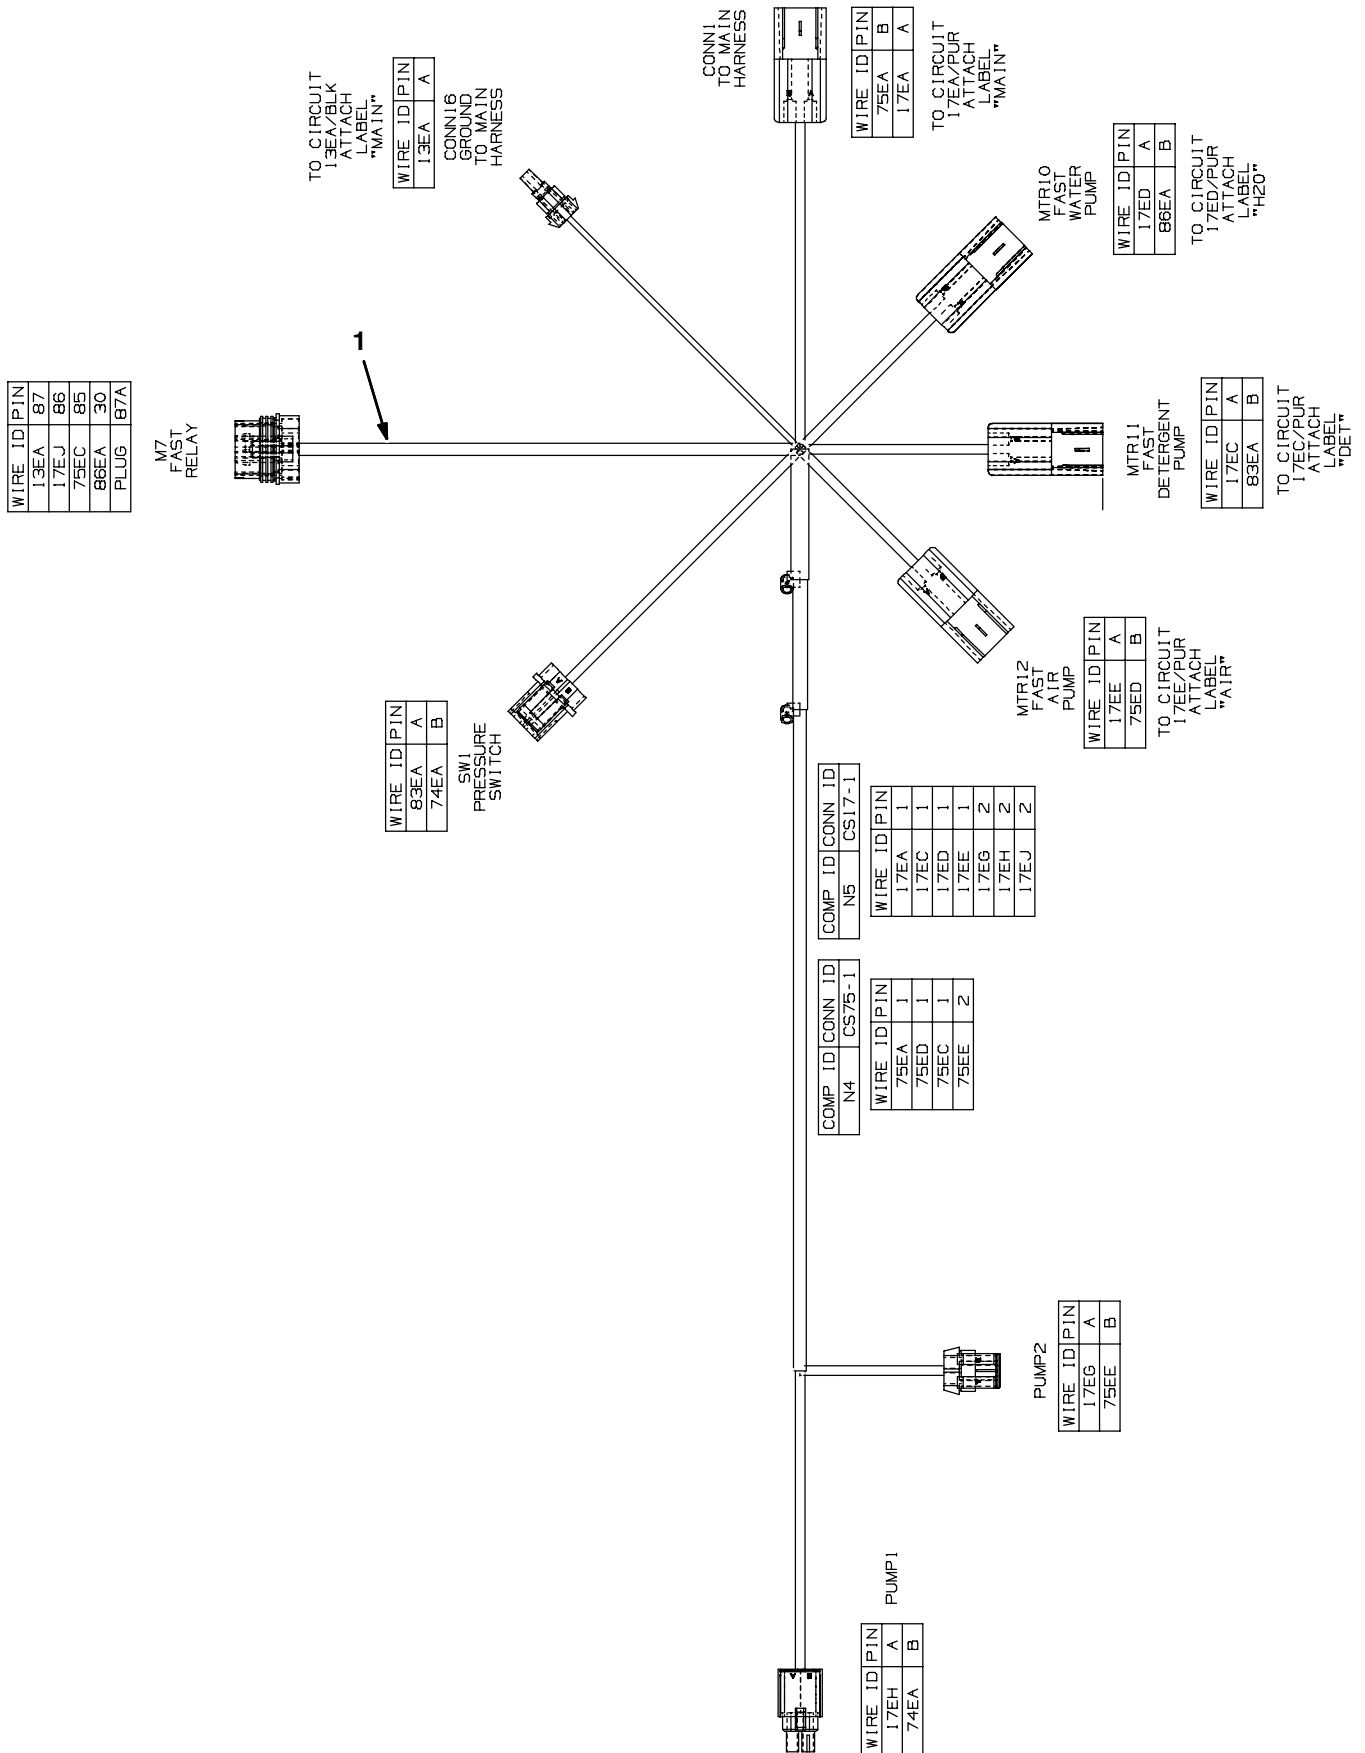 WIRE ID PIN
13EA 87
17EJ 86
75EC 85
86EA 30
PLUG 87A
M7
FAST
RELAY
1
TO CIRCUIT
13EA/BLK
ATTACH
LABEL
"MAIN"
WIRE ID PIN
13EA A
CONN16
GROUND
TO MAIN
HARNESS
CONN1
TO MAIN
HARNESS
WIRE ID PIN
75EA B
17EA A
TO CIRCUIT
17EA/PUR
ATTACH
LABEL
"MAIN"
MTR10
FAST
WATER
PUMP
WIRE ID PIN
17ED A
86EA B
TO CIRCUIT
17ED/PUR
ATTACH
LABEL
"H20"
MTR11
FAST
DETERGENT
PUMP
WIRE ID PIN
17EC A
83EA B
TO CIRCUIT
17EC/PUR
ATTACH
LABEL
"DET"
MTR12
FAST
AIR
PUMP
WIRE ID PIN
17EE A
75ED B
TO CIRCUIT
17EE/PUR
ATTACH
LABEL
"AIR"
WIRE ID PIN
83EA A
74EA B
SW1
PRESSURE
SWITCH
A
B
COMP ID CONN ID
N5 CS17-1
WIRE ID PIN
17EA 1
17EC 1
17ED 1
17EE 1
17EG 2
17EH 2
17EJ 2
COMP ID CONN ID
N4 CS75-1
WIRE ID PIN
75EA 1
75ED 1
75EC 1
75EE 2
PUMP2
WIRE ID PIN
17EG A
75EE B
PUMP1
WIRE ID PIN
17EH A
74EA B
A
B